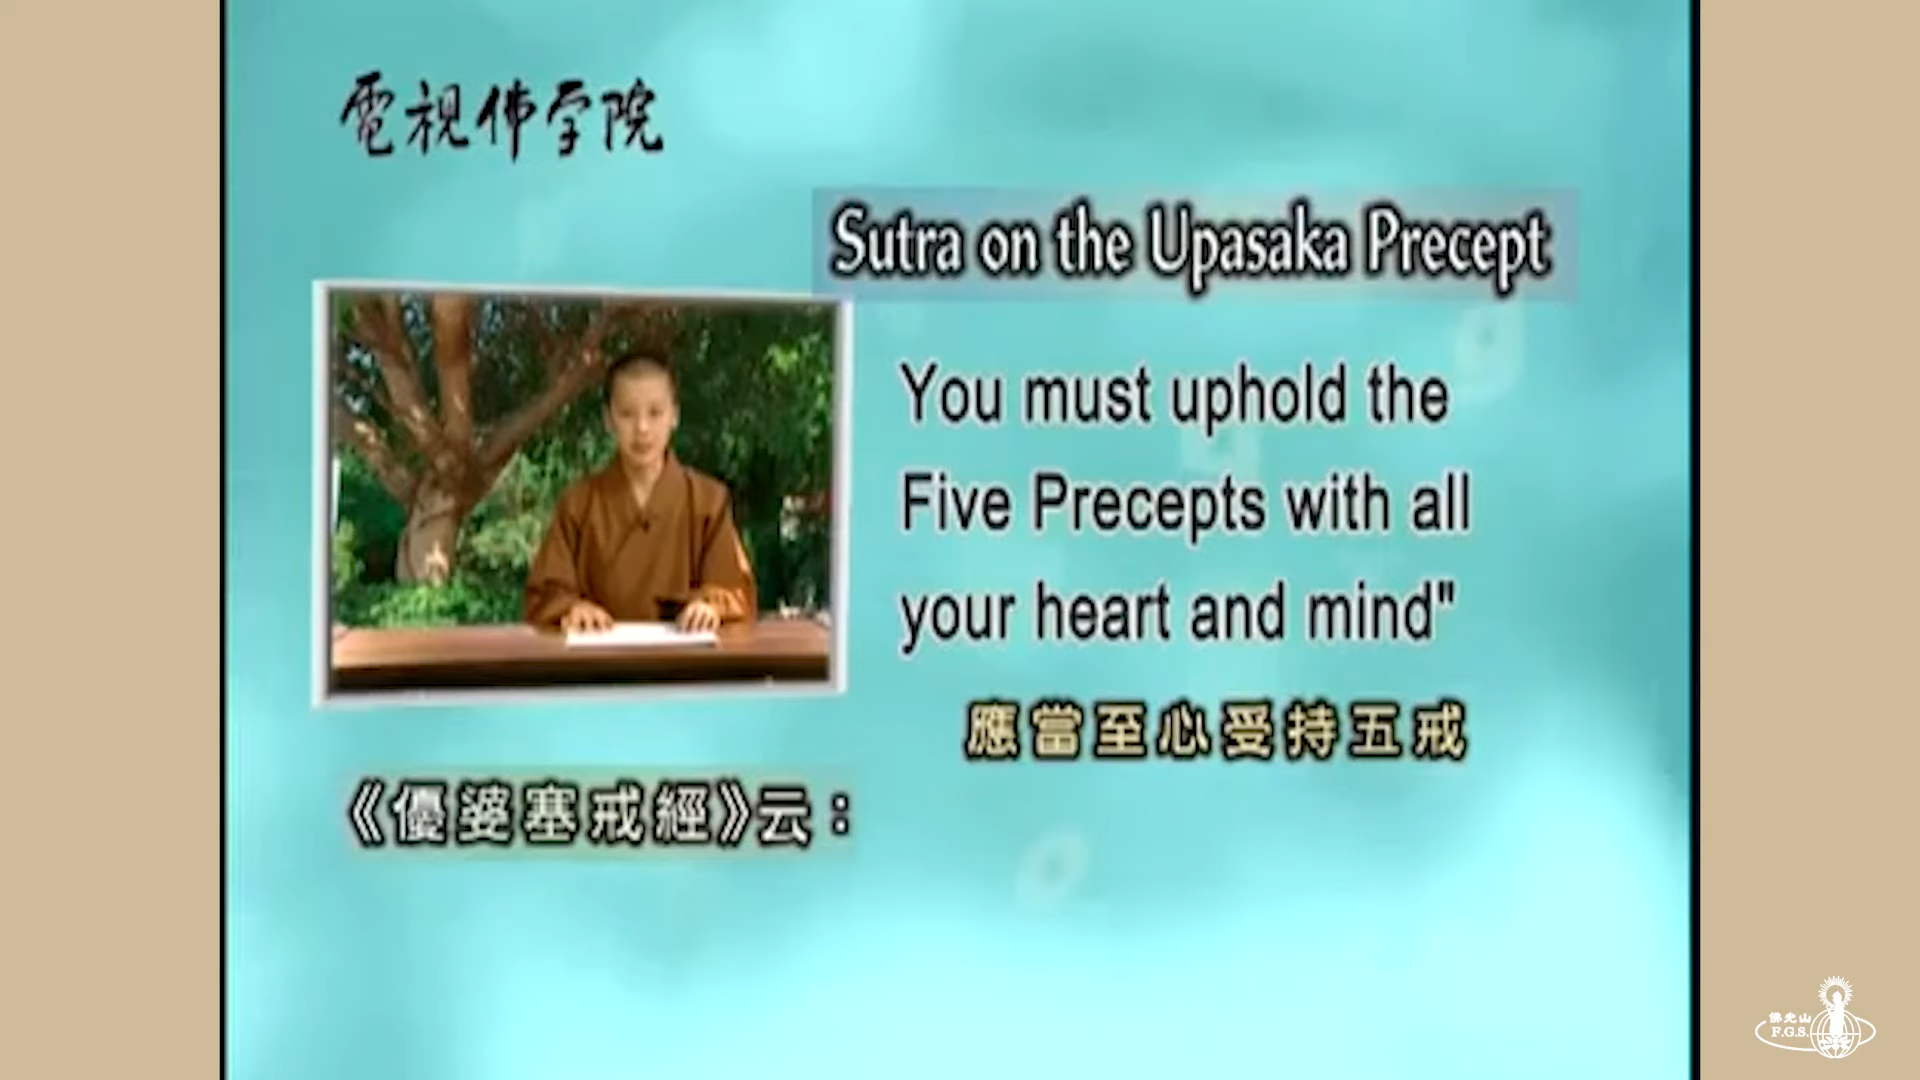 電視佛学院
Sutra on the Upasaka Precept
You must uphold the
Five Precepts with all
your heart and mind"
應當至心受持五戒
《優婆塞戒經》云：
佛光山
F.G.S.